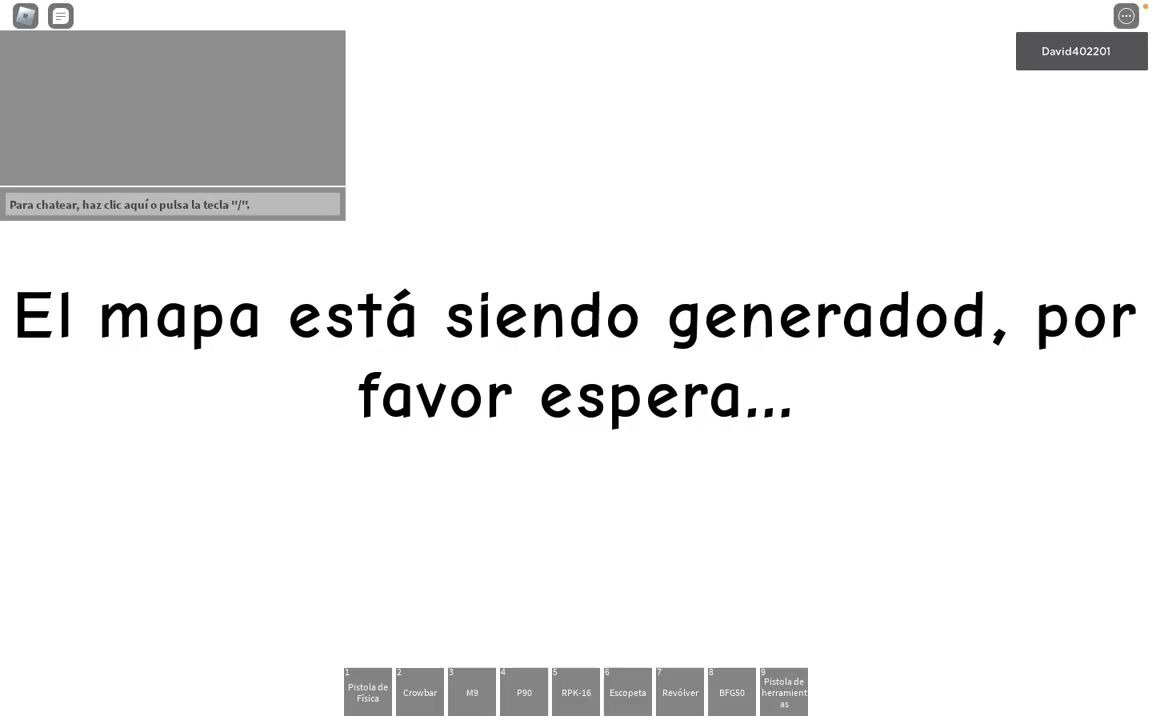 David402201
Para chatear, haz clic aquí o pulsa la tecla "/".
El mapa está siendo generadod, por
favor espera...
1
Pistola de
Física
2
Crowbar
3
M9
4
P90
5
RPK-16
6
Escopeta
7
Revólver
8
BFG50
9
Pistola de
herramient
as